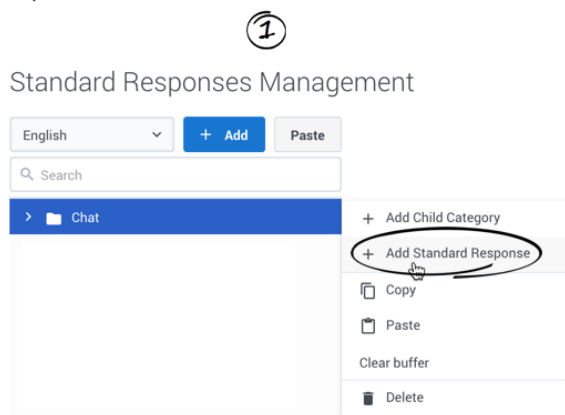 1
Standard Responses Management
English
+ Add
Paste
Search
Chat
+ Add Child Category
+ Add Standard Response
Copy
Paste
Clear buffer
Delete